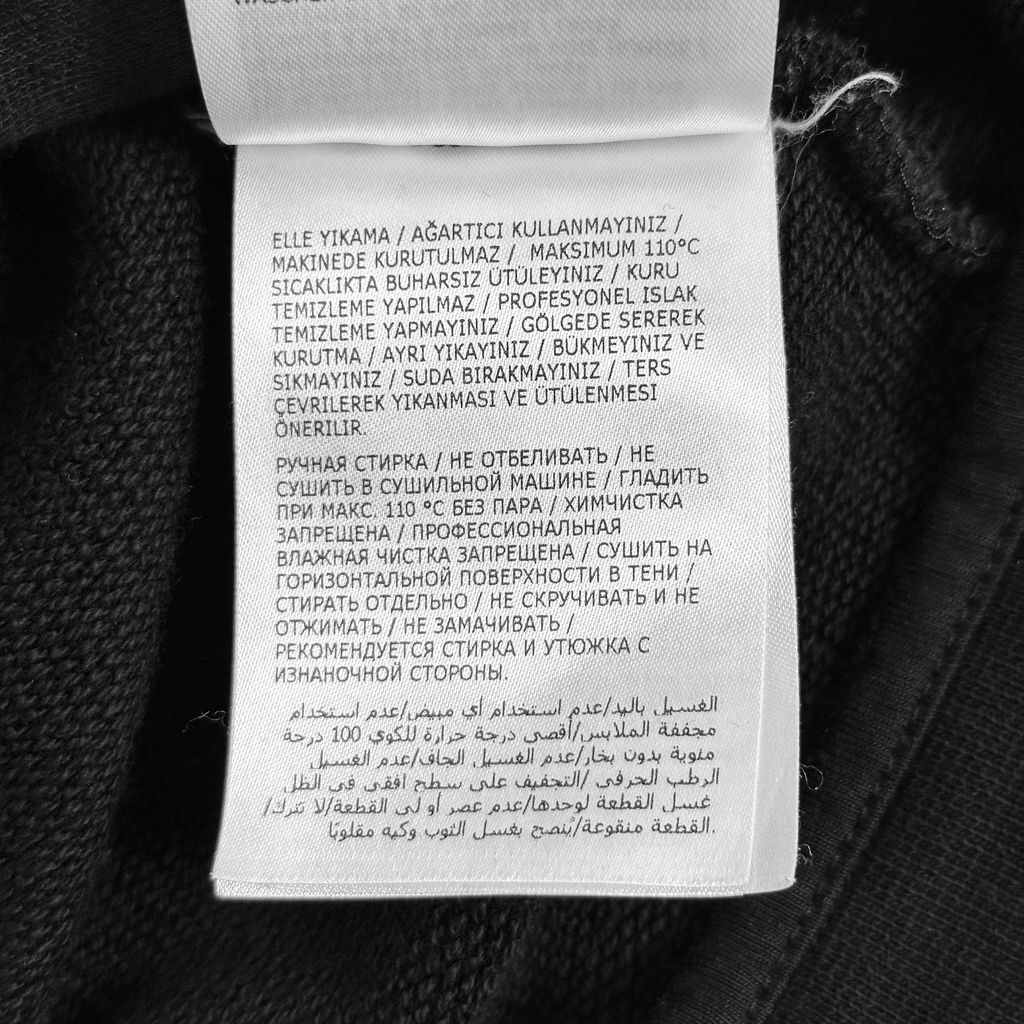 ELLE YIKAMA / AĞARTICI KULLANMAYINIZ /
MAKINEDE KURUTULMAZ / MAKSIMUM 110°C
SICAKLIKTA BUHARSIZ ÜTÜLEYINIZ / KURU
TEMIZLEME YAPILMAZ / PROFESYONEL ISLAK
TEMIZLEME YAPMAYINIZ / GÖLGEDE SEREREK
KURUTMA / AYRI YIKAYINIZ / BÜKMEYINIZ VE
SIKMAYINIZ / SUDA BIRAKMAYINIZ / TERS
ÇEVRILEREK YIKANMASI VE ÜTÜLENMESI
ÖNERILIR.
РУЧНАЯ СТИРКА / НЕ ОТБЕЛИВАТЬ / НЕ
СУШИТЬ В СУШИЛЬНОЙ МАШИНЕ / ГЛАДИТЬ
ПРИ МАКС. 110 °C БЕЗ ПАРА / ХИМЧИСТКА
ЗАПРЕЩЕНА / ПРОФЕССИОНАЛЬНАЯ
ВЛАЖНАЯ ЧИСТКА ЗАПРЕЩЕНА / СУШИТЬ НА
ГОРИЗОНТАЛЬНОЙ ПОВЕРХНОСТИ В ТЕНИ /
СТИРАТЬ ОТДЕЛЬНО / НЕ СКРУЧИВАТЬ И НЕ
ОТЖИМАТЬ / НЕ ЗАМАЧИВАТЬ /
РЕКОМЕНДУЕТСЯ СТИРКА И УТЮЖКА С
ИЗНАНОЧНОЙ СТОРОНЫ.
الغسيل باليد/عدم استخدام أي مبيض/عدم استخدام
مجففة الملابس/أقصى درجة حرارة للكوي 100 درجة
مئوية بدون بخار/عدم الغسيل الجاف/عدم الغسيل
الرطب الحرفي /التجفيف على سطح افقي في الظل
غسل القطعة لوحدها/عدم عصر أو لي القطعة/لا تترك/
القطعة منقوعة/يُنصح بغسل الثوب وكيه مقلوبًا.